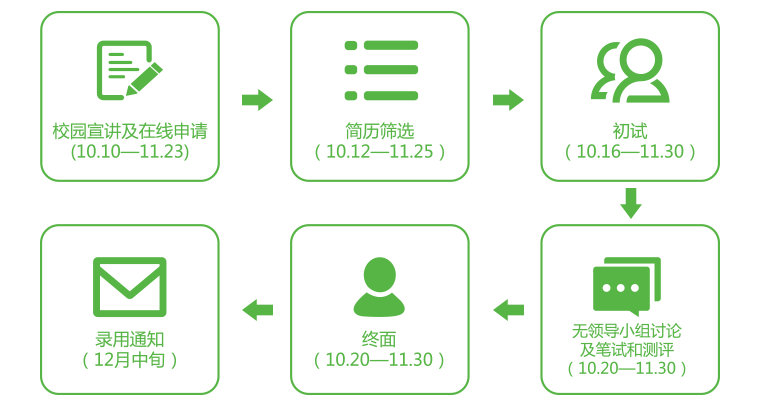 校园宣讲及在线申请
(10.10—11.23)
简历筛选
( 10.12—11.25 )
初试
( 10.16—11.30 )
无领导小组讨论
及笔试和测评
( 10.20—11.30 )
终面
( 10.20—11.30 )
录用通知
( 12月中旬 )